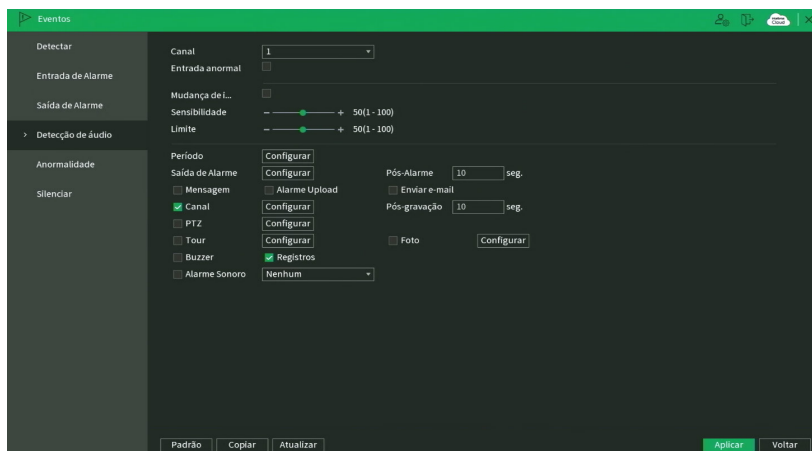 Eventos
Cloud
Detectar
Entrada de Alarme
Saída de Alarme
Detecção de áudio
Anormalidade
Silenciar
Canal 1
Entrada anormal
Mudança de i...
Sensibilidade - + 50(1 - 100)
Limite - + 50(1 - 100)
Período Configurar
Saída de Alarme Configurar Pós-Alarme 10 seg.
Mensagem Alarme Upload Enviar e-mail
Canal Configurar Pós-gravação 10 seg.
PTZ Configurar
Tour Configurar Foto Configurar
Buzzer Registros
Alarme Sonoro Nenhum
Padrão Copiar Atualizar Aplicar Voltar